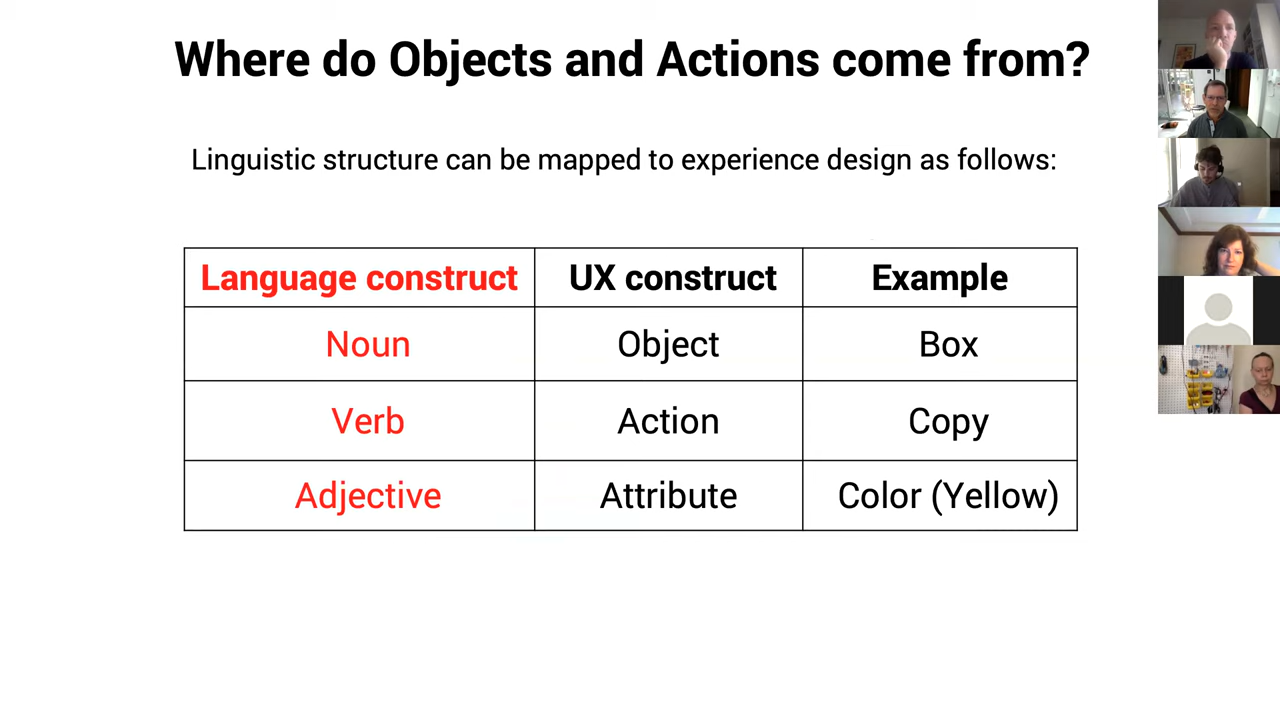 Where do Objects and Actions come from?
Linguistic structure can be mapped to experience design as follows:
Language construct UX construct Example
Noun Object Box
Verb Action Copy
Adjective Attribute Color (Yellow)